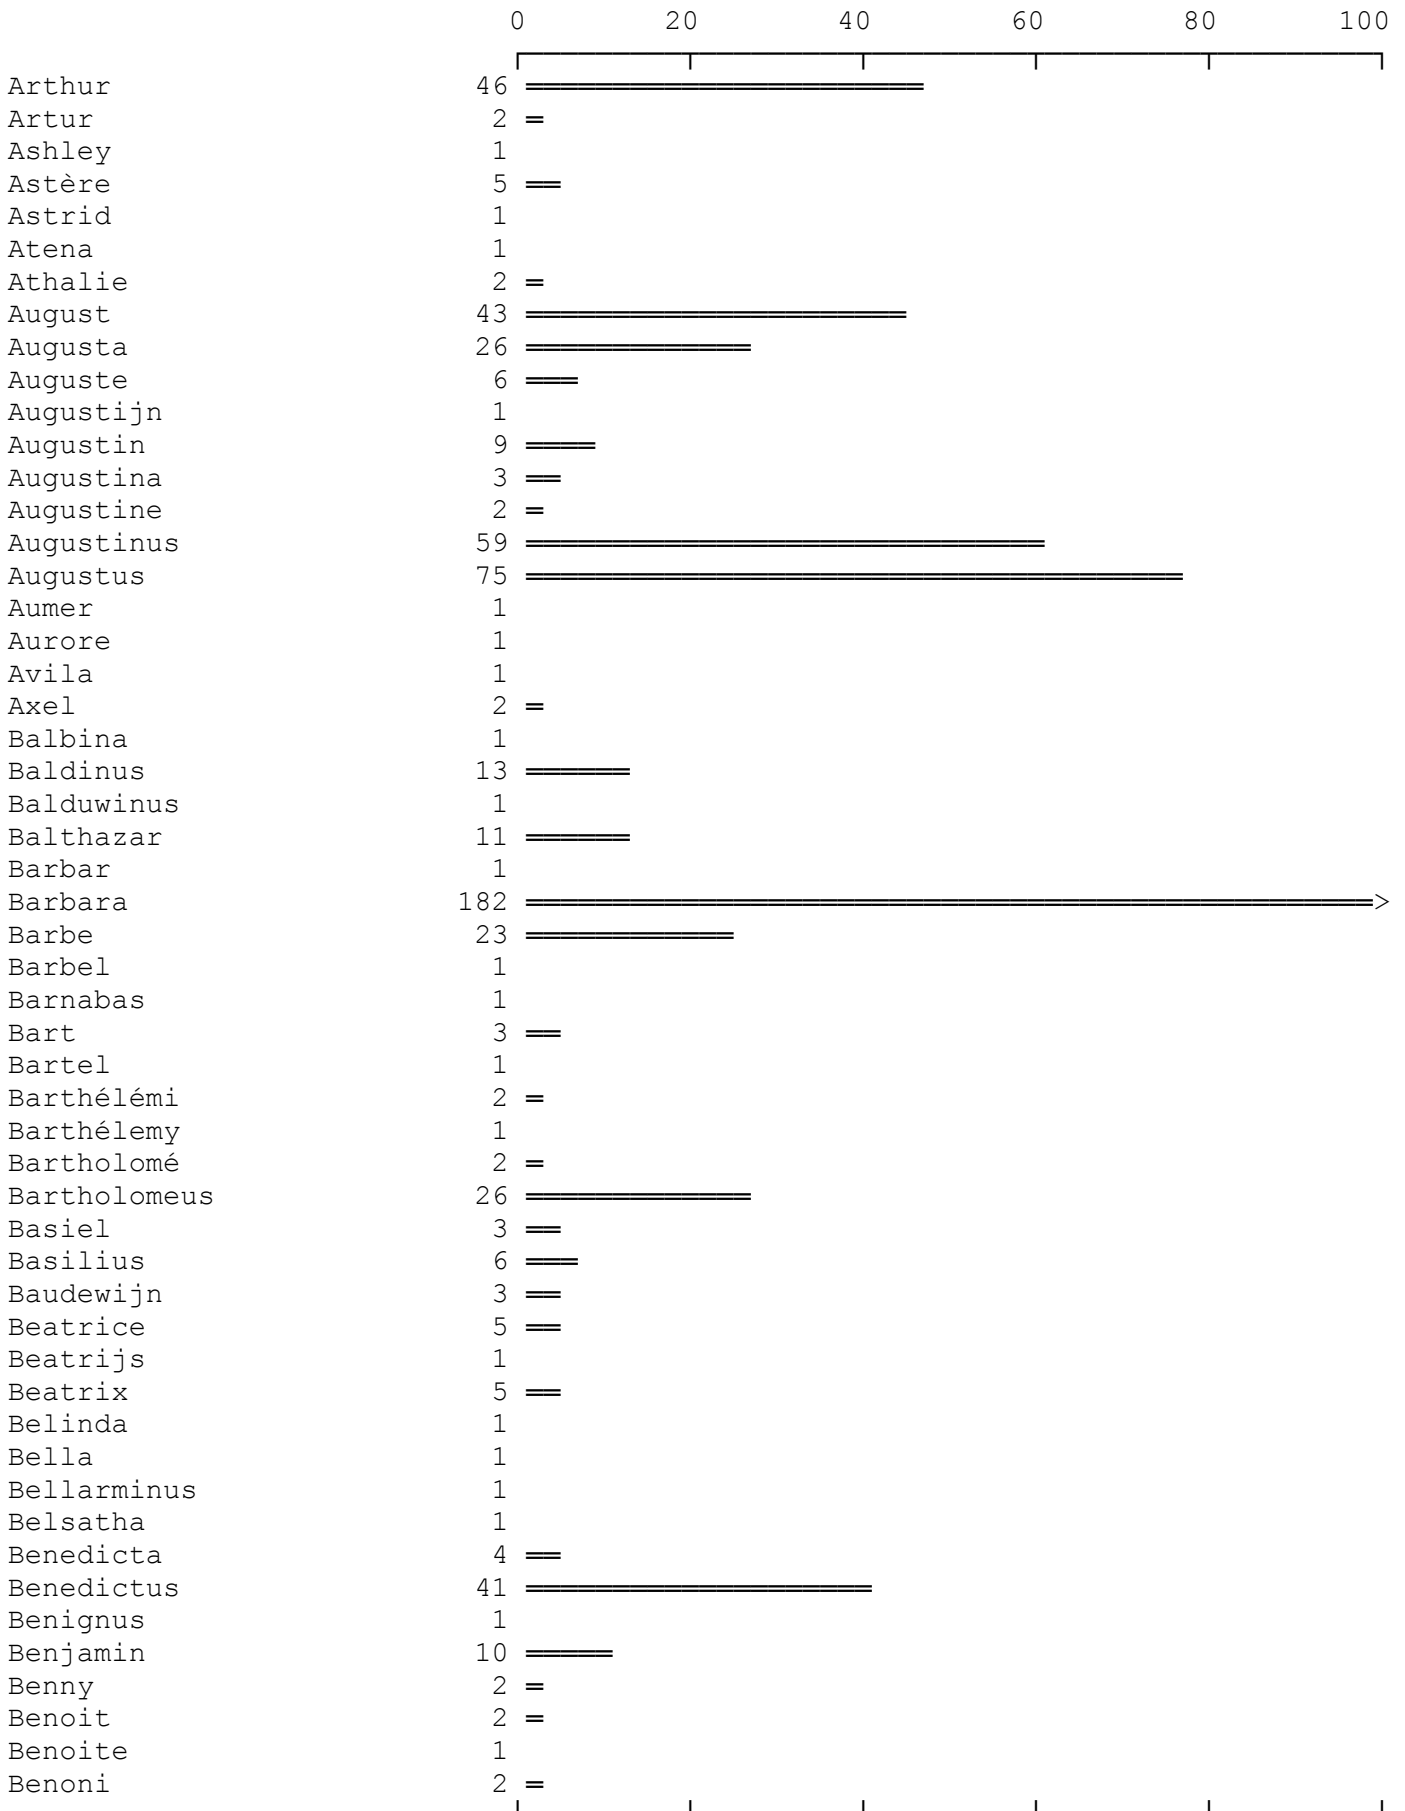 0 20 40 60 80 100
Arthur 46
Artur 2
Ashley 1
Astère 5
Astrid 1
Atena 1
Athalie 2
August 43
Augusta 26
Auguste 6
Augustijn 1
Augustin 9
Augustina 3
Augustine 2
Augustinus 59
Augustus 75
Aumer 1
Aurore 1
Avila 1
Axel 2
Balbina 1
Baldinus 13
Balduwinus 1
Balthazar 11
Barbar 1
Barbara 182 >
Barbe 23
Barbel 1
Barnabas 1
Bart 3
Bartel 1
Barthélémi 2
Barthélemy 1
Bartholomé 2
Bartholomeus 26
Basiel 3
Basilius 6
Baudewijn 3
Beatrice 5
Beatrijs 1
Beatrix 5
Belinda 1
Bella 1
Bellarminus 1
Belsatha 1
Benedicta 4
Benedictus 41
Benignus 1
Benjamin 10
Benny 2
Benoit 2
Benoite 1
Benoni 2